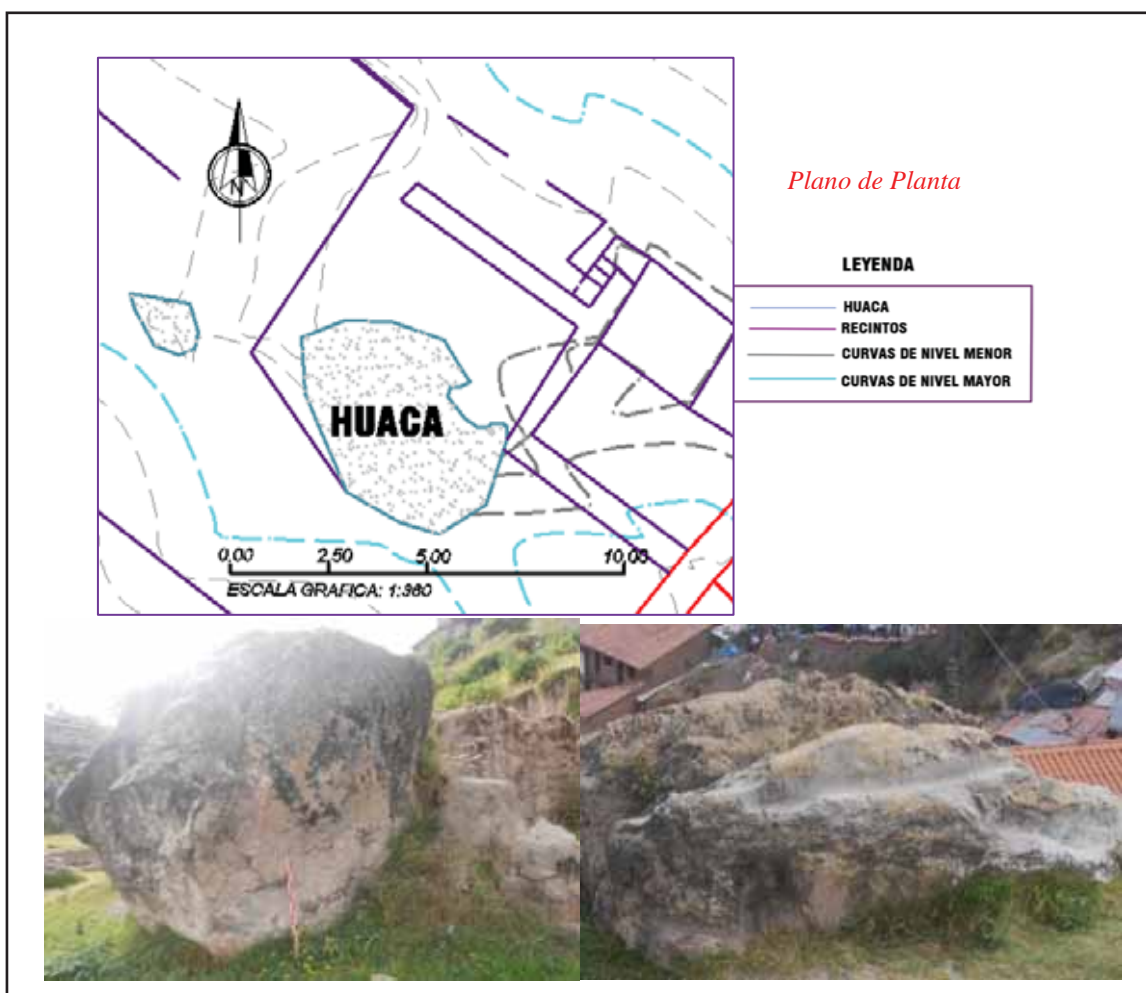 N
Plano de Planta
LEYENDA
HUACA
RECINTOS
CURVAS DE NIVEL MENOR
CURVAS DE NIVEL MAYOR
HUACA
0,00 2,50 5,00 10,00
ESCALA GRAFICA: 1:360